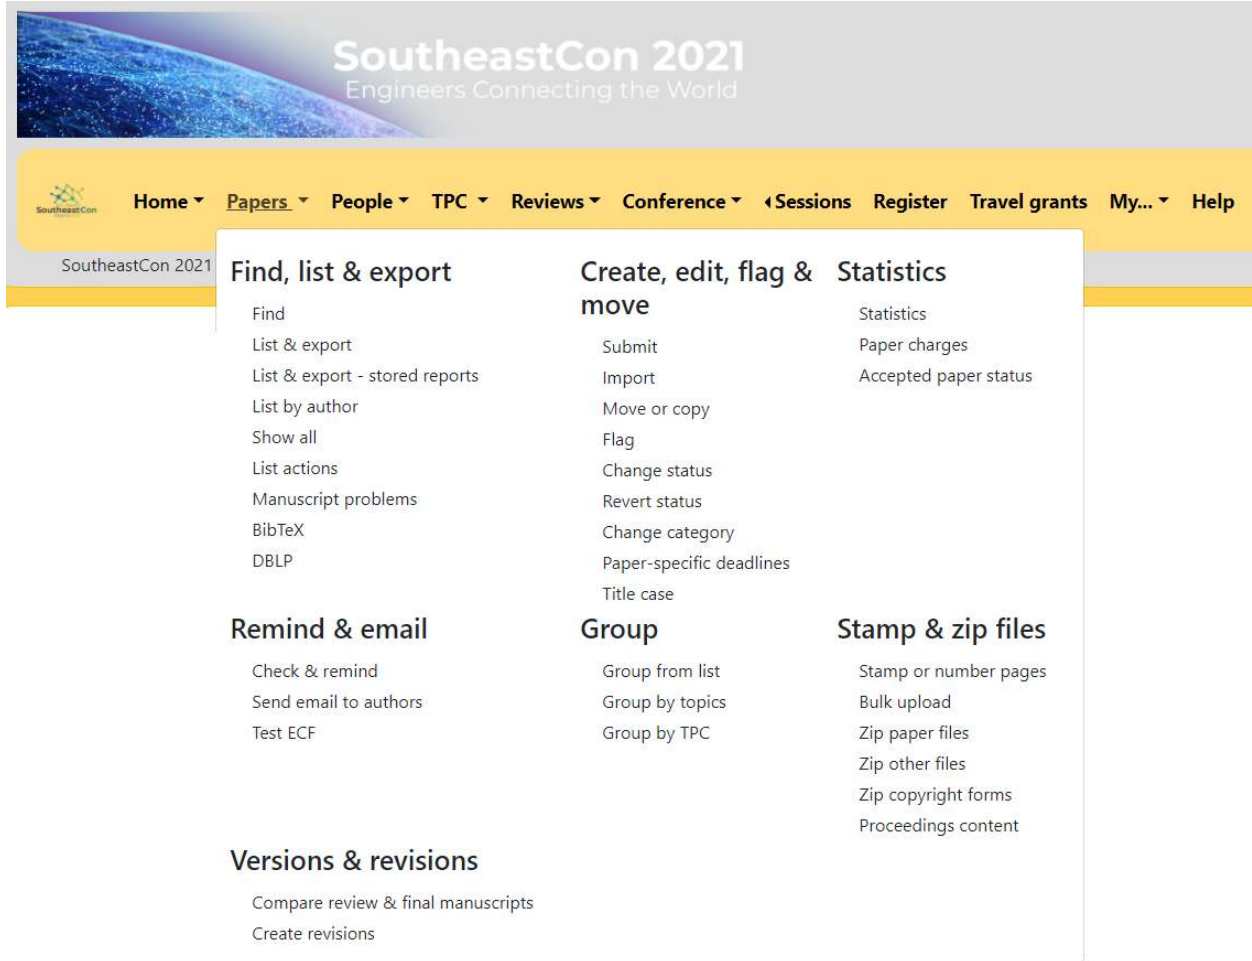 SoutheastCon 2021
Engineers Connecting the World
SoutheastCon
Home Papers People TPC Reviews Conference Sessions Register Travel grants My... Help
SoutheastCon 2021
Find, list & export
Find
List & export
List & export - stored reports
List by author
Show all
List actions
Manuscript problems
BibTeX
DBLP
Create, edit, flag &
move
Submit
Import
Move or copy
Flag
Change status
Revert status
Change category
Paper-specific deadlines
Title case
Statistics
Statistics
Paper charges
Accepted paper status
Remind & email
Check & remind
Send email to authors
Test ECF
Group
Group from list
Group by topics
Group by TPC
Stamp & zip files
Stamp or number pages
Bulk upload
Zip paper files
Zip other files
Zip copyright forms
Proceedings content
Versions & revisions
Compare review & final manuscripts
Create revisions